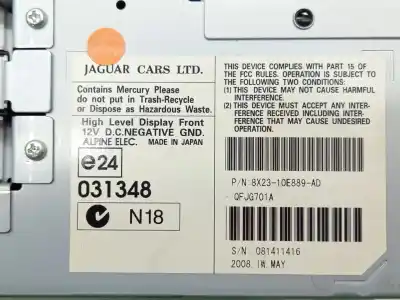 JAGUAR CARS LTD.
Contains Mercury Please
do not put in Trash-Recycle
or Dispose as Hazardous Waste.
High Level Display Front
12V D.C.NEGATIVE GND.
ALPINE ELEC. MADE IN JAPAN
e24
031348
N18
THIS DEVICE COMPLIES WITH PART 15 OF
THE FCC RULES. OPERATION IS SUBJECT TO
THE FOLLOWING TWO CONDITIONS:
(1) THIS DEVICE MAY NOT CAUSE HARMFUL
INTERFERENCE.
(2) THIS DEVICE MUST ACCEPT ANY INTER-
FERENCE RECEIVED INCLUDING INTER-
FERENCE THAT MAY CAUSE UNDESIRED
OPERATION.
P/N:8X23-10E889-AD
QFJG701A
S/N 081411416
2008.IW.MAY